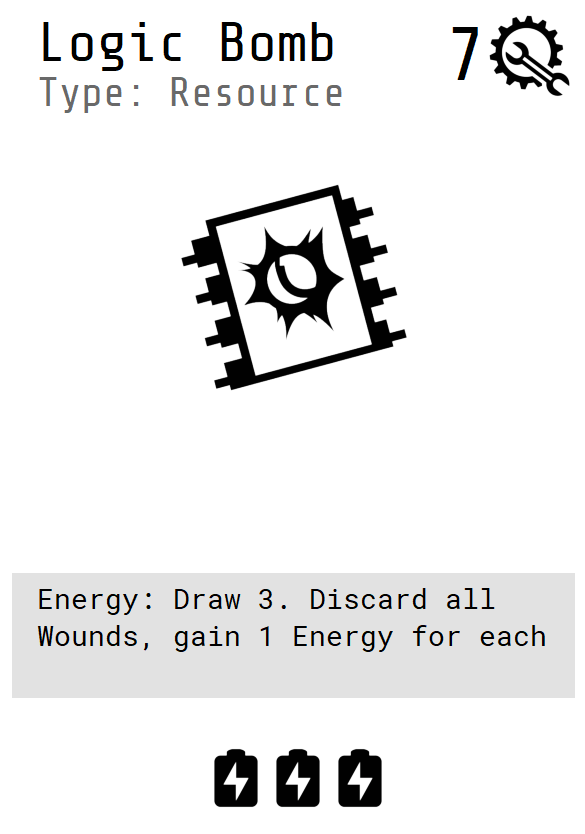 Logic Bomb
7
Type: Resource
Energy: Draw 3. Discard all
Wounds, gain 1 Energy for each